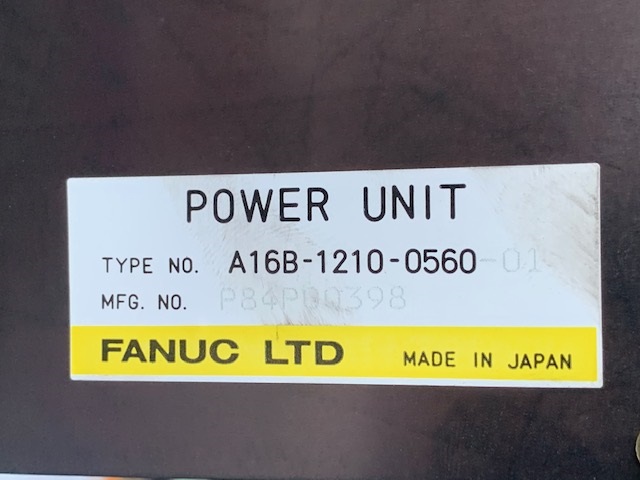 POWER UNIT
TYPE NO. A16B-1210-0560-01
MFG. NO. P84P00398
FANUC LTD MADE IN JAPAN